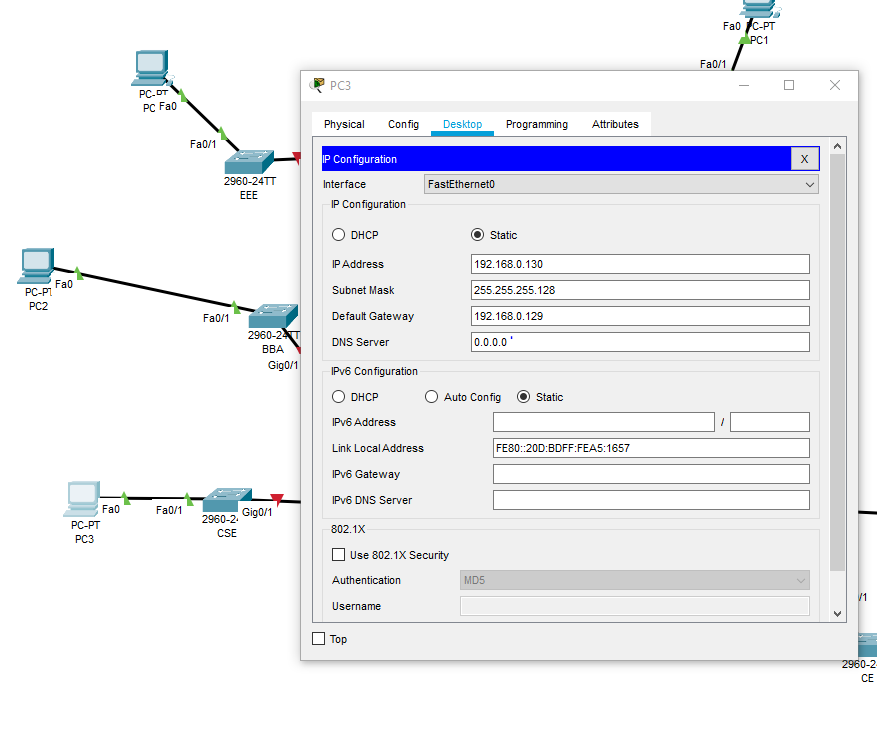 Fa0
PC-PT
PC1
Fa0/1
PC-PT
PC
Fa0
Fa0/1
2960-24TT
EEE
PC-PT
PC2
Fa0
Fa0/1
2960-24TT
BBA
Gig0/1
PC-PT
PC3
Fa0
Fa0/1
2960-24
CSE
Gig0/1
PC3
Physical Config Desktop Programming Attributes
IP Configuration X
Interface FastEthernet0
IP Configuration
DHCP Static
IP Address 192.168.0.130
Subnet Mask 255.255.255.128
Default Gateway 192.168.0.129
DNS Server 0.0.0.0 '
IPv6 Configuration
DHCP Auto Config Static
IPv6 Address /
Link Local Address FE80::20D:BDFF:FEA5:1657
IPv6 Gateway
IPv6 DNS Server
802.1X
Use 802.1X Security
Authentication MD5
Username
Top
/1
2960-2
CE